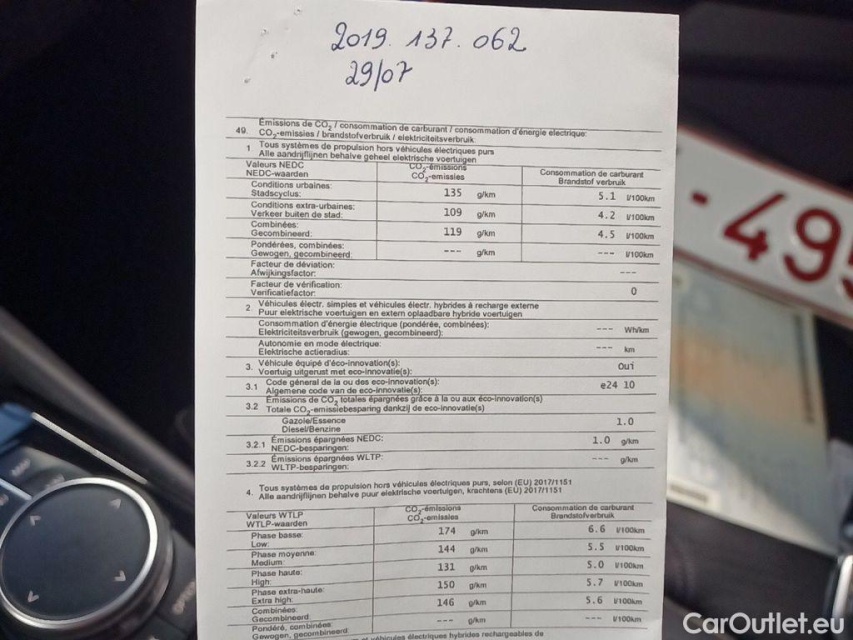 2019. 137. 062
29/07
49. Émissions de CO2 / consommation de carburant / consommation d'énergie électrique:
CO2-emissies / brandstofverbruik / elektriciteitsverbruik
1 Tous systèmes de propulsion hors véhicules électriques purs
Alle aandrijflijnen behalve geheel elektrische voertuigen
Valeurs NEDC CO2-émissions Consommation de carburant
NEDC-waarden CO2-emissies Brandstof verbruik
Conditions urbaines: 135 g/km 5.1 l/100km
Stadscyclus:
Conditions extra-urbaines: 109 g/km 4.2 l/100km
Verkeer buiten de stad:
Combinées: 119 g/km 4.5 l/100km
Gecombineerd:
Pondérées, combinées: --- g/km --- l/100km
Gewogen, gecombineerd:
Facteur de déviation: ---
Afwijkingsfactor:
Facteur de vérification: 0
Verificatiefactor:
2. Véhicules électr. simples et véhicules électr. hybrides à recharge externe
Puur elektrische voertuigen en extern oplaadbare hybride voertuigen
Consommation d'énergie électrique (pondérée, combinées): --- Wh/km
Elektriciteitsverbruik (gewogen, gecombineerd):
Autonomie en mode électrique: --- km
Elektrische actieradius:
3. Véhicule équipé d'éco-innovation(s): Oui
Voertuig uitgerust met eco-innovatie(s):
3.1 Code général de la ou des eco-innovation(s): e24 10
Algemene code van de eco-innovatie(s):
3.2 Émissions de CO2 totales épargnées grâce à la ou aux éco-innovation(s)
Totale CO2-emissiebesparing dankzij de eco-innovatie(s)
Gazole/Essence 1.0
Diesel/Benzine
3.2.1 Émissions épargnées NEDC: 1.0 g/km
NEDC-besparingen:
3.2.2 Émissions épargnées WLTP: --- g/km
WLTP-besparingen:
4. Tous systèmes de propulsion hors véhicules électriques purs, selon (EU) 2017/1151
Alle aandrijflijnen behalve puur elektrische voertuigen, krachtens (EU) 2017/1151
Valeurs WTLP CO2-émissions Consommation de carburant
WTLP-waarden CO2-emissies Brandstofverbruik
Phase basse: 174 g/km 6.6 l/100km
Low:
Phase moyenne: 144 g/km 5.5 l/100km
Medium:
Phase haute: 131 g/km 5.0 l/100km
High:
Phase extra-haute: 150 g/km 5.7 l/100km
Extra high:
Combinées: 146 g/km 5.6 l/100km
Gecombineerd
Pondéré, combinées --- g/km --- l/100km
Gewogen, gecombineerd
véhicules électriques hybrides rechargeables de
-495
OPTION
CarOutlet.eu